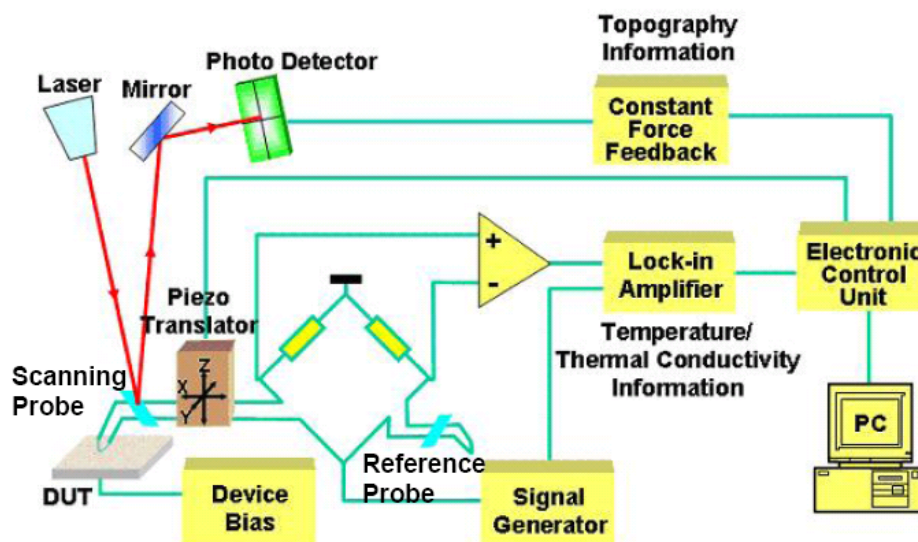 Topography
Information
Photo Detector
Laser
Mirror
Constant
Force
Feedback
+
-
Lock-in
Amplifier
Electronic
Control
Unit
Piezo
Translator
Z
X
Y
Temperature/
Thermal Conductivity
Information
Scanning
Probe
PC
Reference
Probe
DUT
Device
Bias
Signal
Generator